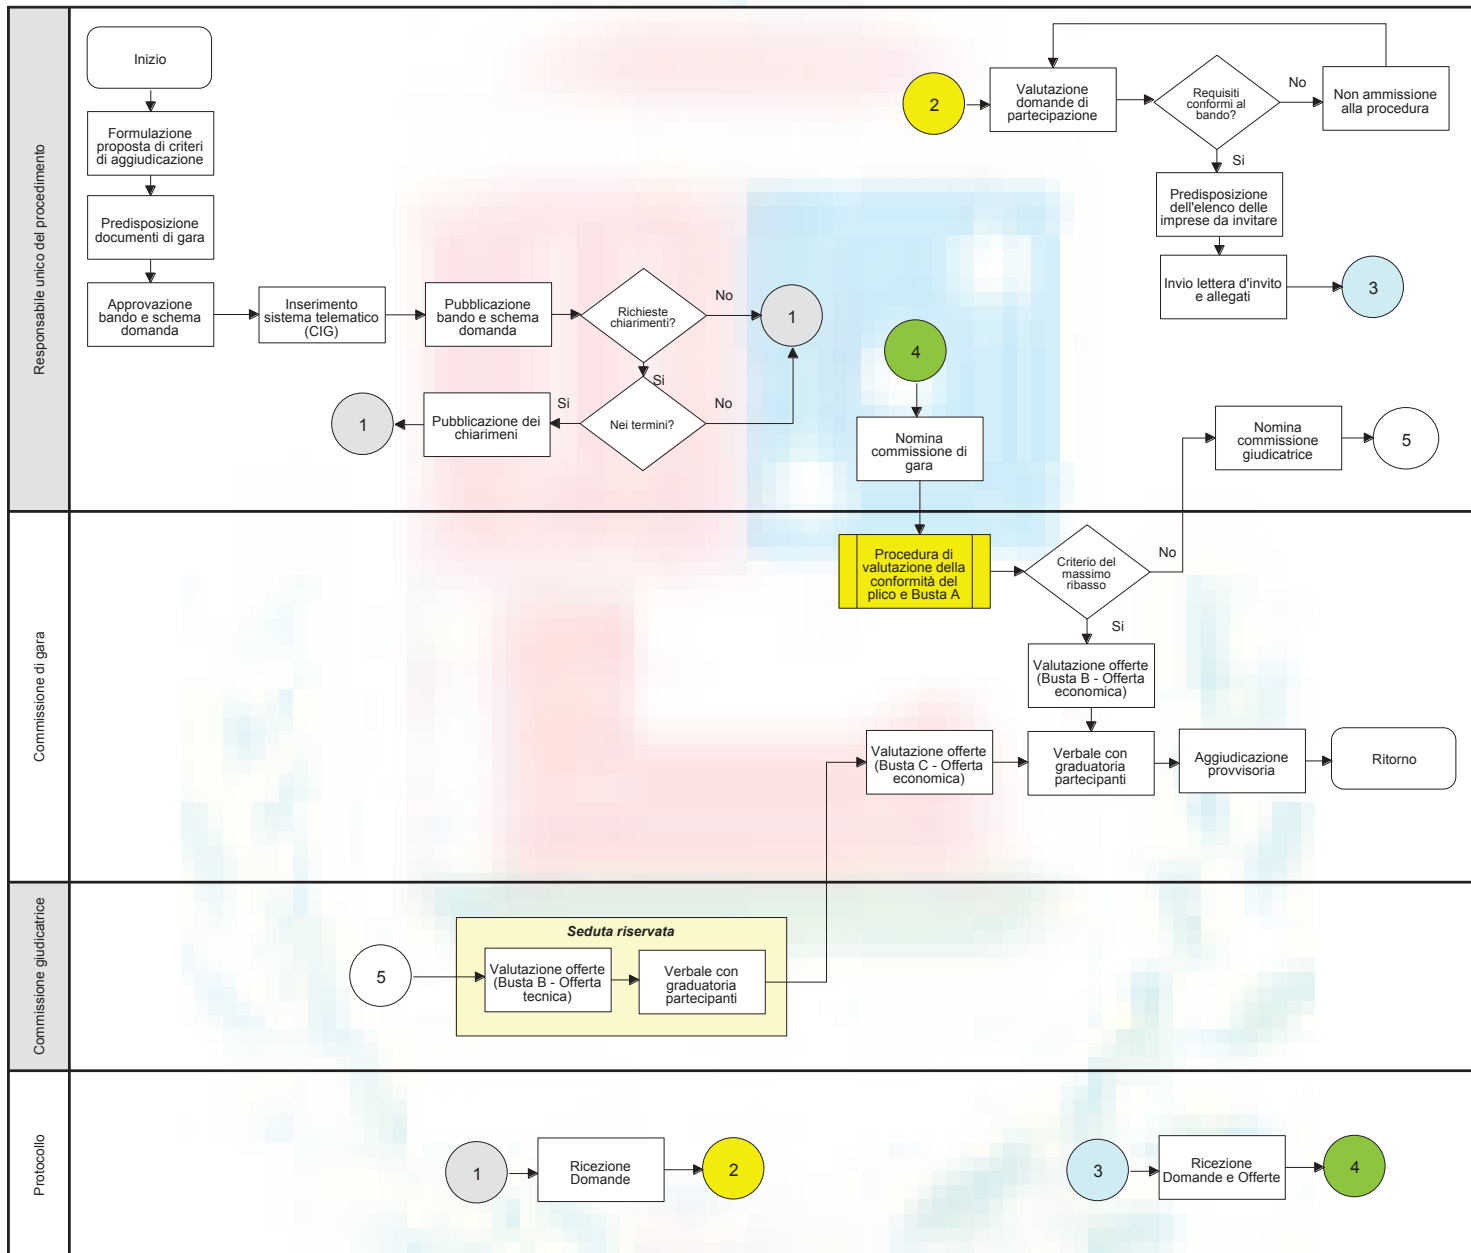 Responsabile unico del procedimento
Inizio
Formulazione
proposta di criteri
di aggiudicazione
Predisposizione
documenti di gara
Approvazione
bando e schema
domanda
Inserimento
sistema telematico
(CIG)
Pubblicazione
bando e schema
domanda
Richieste
chiarimenti?
No
1
Si
Nei termini?
No
Si
Pubblicazione dei
chiarimeni
1
2
Valutazione
domande di
partecipazione
Requisiti
conformi al
bando?
No
Non ammissione
alla procedura
Si
Predisposizione
dell'elenco delle
imprese da invitare
Invio lettera d'invito
e allegati
3
4
Nomina
commissione di
gara
Nomina
commissione
giudicatrice
5
Commissione di gara
Procedura di
valutazione della
conformità del
plico e Busta A
Criterio del
massimo
ribasso
No
Si
Valutazione offerte
(Busta B - Offerta
economica)
Valutazione offerte
(Busta C - Offerta
economica)
Verbale con
graduatoria
partecipanti
Aggiudicazione
provvisoria
Ritorno
Commissione giudicatrice
Seduta riservata
5
Valutazione offerte
(Busta B - Offerta
tecnica)
Verbale con
graduatoria
partecipanti
Protocollo
1
Ricezione
Domande
2
3
Ricezione
Domande e Offerte
4